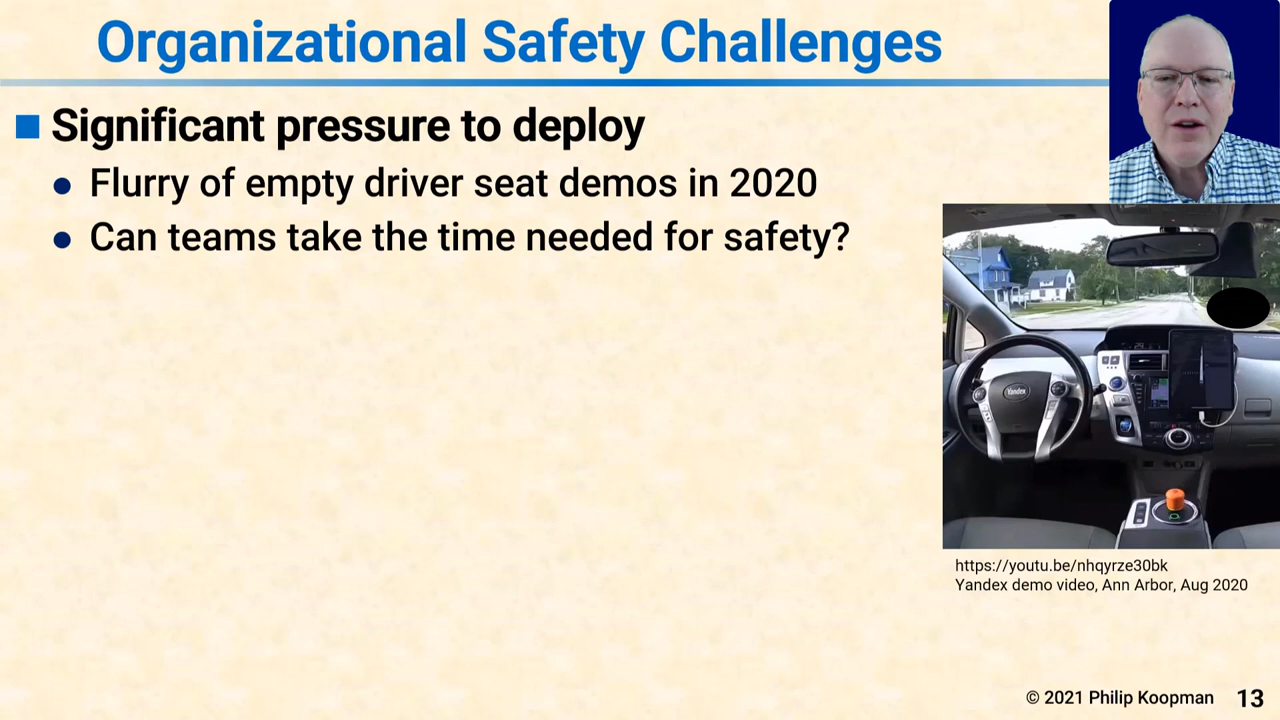 Organizational Safety Challenges
Significant pressure to deploy
Flurry of empty driver seat demos in 2020
Can teams take the time needed for safety?
Yandex
https://youtu.be/nhqyrze30bk
Yandex demo video, Ann Arbor, Aug 2020
© 2021 Philip Koopman 13